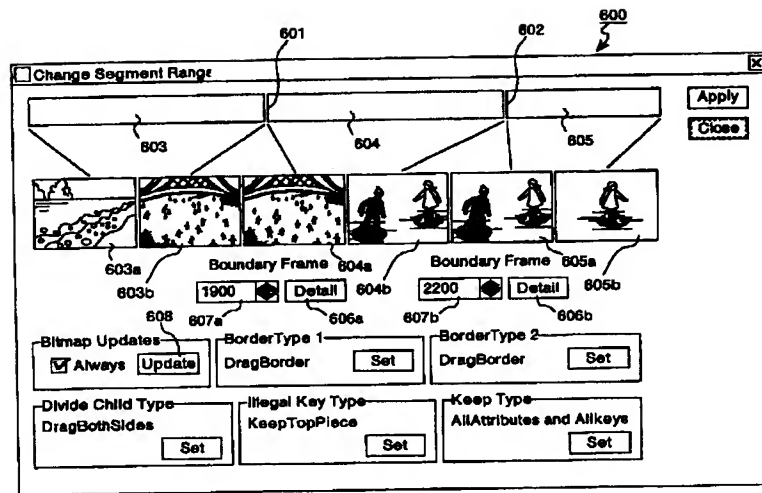 600
601
602
Change Segment Range
Apply
603
604
605
Close
603a
603b
604a
604b
605a
605b
Boundary Frame
Boundary Frame
1900
Detail
2200
Detail
607a
606a
607b
606b
608
Bitmap Updates
Always
Update
BorderType 1
DragBorder
Set
BorderType 2
DragBorder
Set
Divide Child Type
DragBothSides
Set
Illegal Key Type
KeepTopPiece
Set
Keep Type
AllAttributes and Allkeys
Set